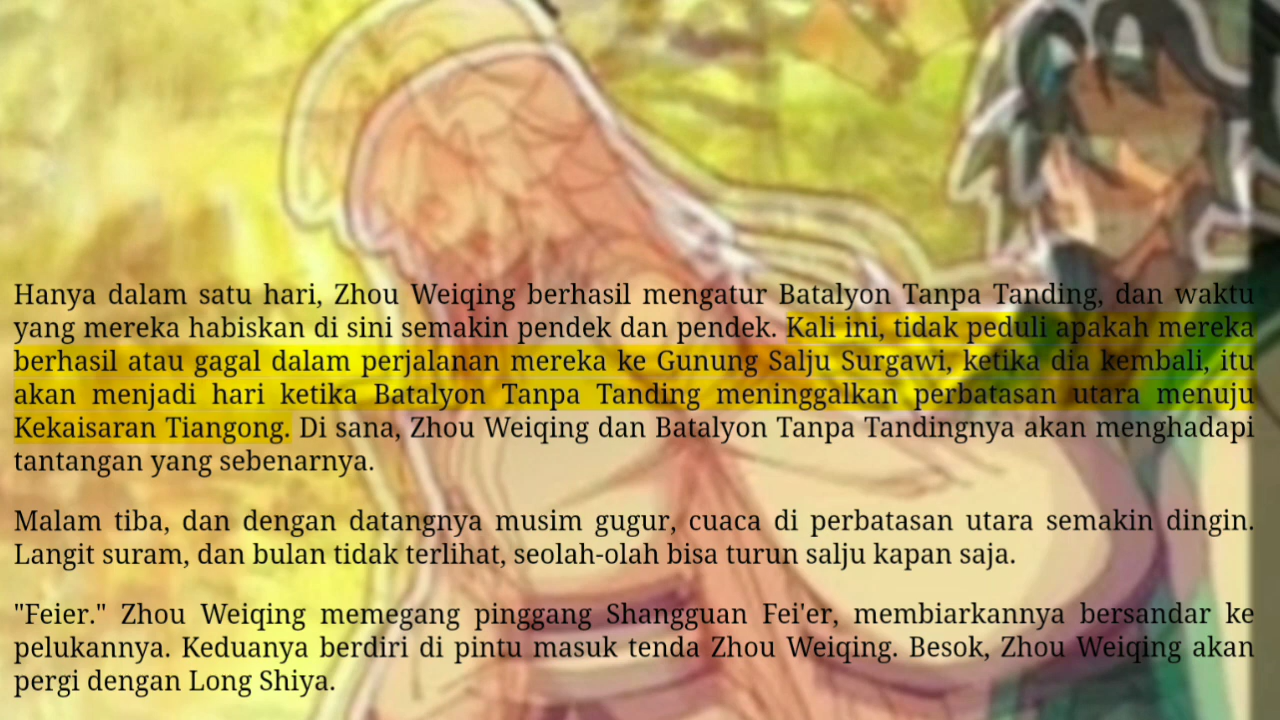 Hanya dalam satu hari, Zhou Weiqing berhasil mengatur Batalyon Tanpa Tanding, dan waktu
yang mereka habiskan di sini semakin pendek dan pendek. Kali ini, tidak peduli apakah mereka
berhasil atau gagal dalam perjalanan mereka ke Gunung Salju Surgawi, ketika dia kembali, itu
akan menjadi hari ketika Batalyon Tanpa Tanding meninggalkan perbatasan utara menuju
Kekaisaran Tiangong. Di sana, Zhou Weiqing dan Batalyon Tanpa Tandingnya akan menghadapi
tantangan yang sebenarnya.
Malam tiba, dan dengan datangnya musim gugur, cuaca di perbatasan utara semakin dingin.
Langit suram, dan bulan tidak terlihat, seolah-olah bisa turun salju kapan saja.
"Feier." Zhou Weiqing memegang pinggang Shangguan Fei'er, membiarkannya bersandar ke
pelukannya. Keduanya berdiri di pintu masuk tenda Zhou Weiqing. Besok, Zhou Weiqing akan
pergi dengan Long Shiya.